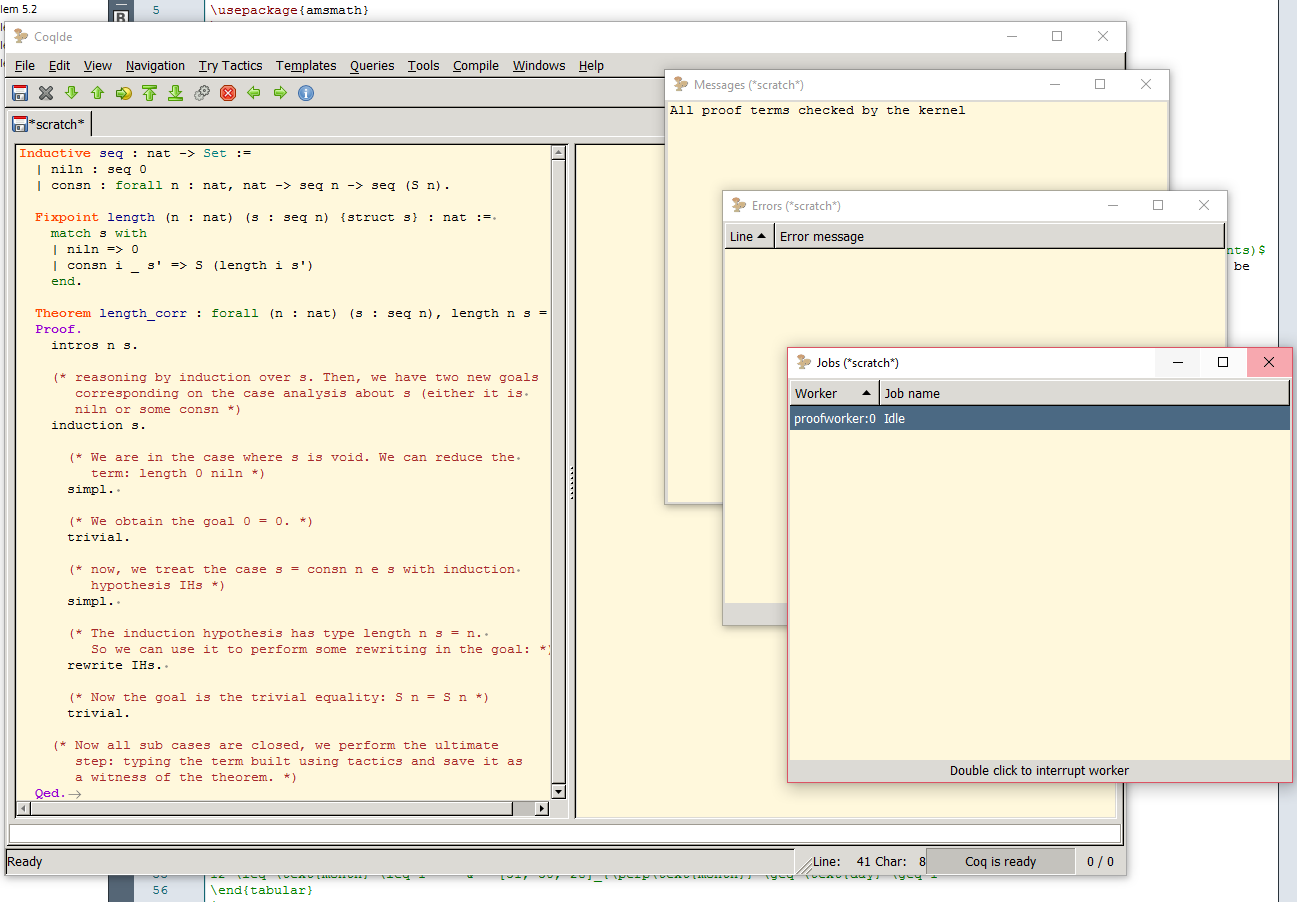 lem 5.2
5 \usepackage{amsmath}
CoqIde
File Edit View Navigation Try Tactics Templates Queries Tools Compile Windows Help
*scratch*
Inductive seq : nat -> Set :=
| niln : seq 0
| consn : forall n : nat, nat -> seq n -> seq (S n).
Fixpoint length (n : nat) (s : seq n) {struct s} : nat :=
match s with
| niln => 0
| consn i _ s' => S (length i s')
end.
Theorem length_corr : forall (n : nat) (s : seq n), length n s =
Proof.
intros n s.
(* reasoning by induction over s. Then, we have two new goals
corresponding on the case analysis about s (either it is
niln or some consn *)
induction s.
(* We are in the case where s is void. We can reduce the
term: length 0 niln *)
simpl.
(* We obtain the goal 0 = 0. *)
trivial.
(* now, we treat the case s = consn n e s with induction
hypothesis IHs *)
simpl.
(* The induction hypothesis has type length n s = n.
So we can use it to perform some rewriting in the goal: *)
rewrite IHs.
(* Now the goal is the trivial equality: S n = S n *)
trivial.
(* Now all sub cases are closed, we perform the ultimate
step: typing the term built using tactics and save it as
a witness of the theorem. *)
Qed.
Messages (*scratch*)
All proof terms checked by the kernel
Errors (*scratch*)
Line Error message
nts)$
be
Jobs (*scratch*)
Worker Job name
proofworker:0 Idle
Double click to interrupt worker
Ready
Line: 41 Char: 8
Coq is ready
0 / 0
56 \end{tabular}